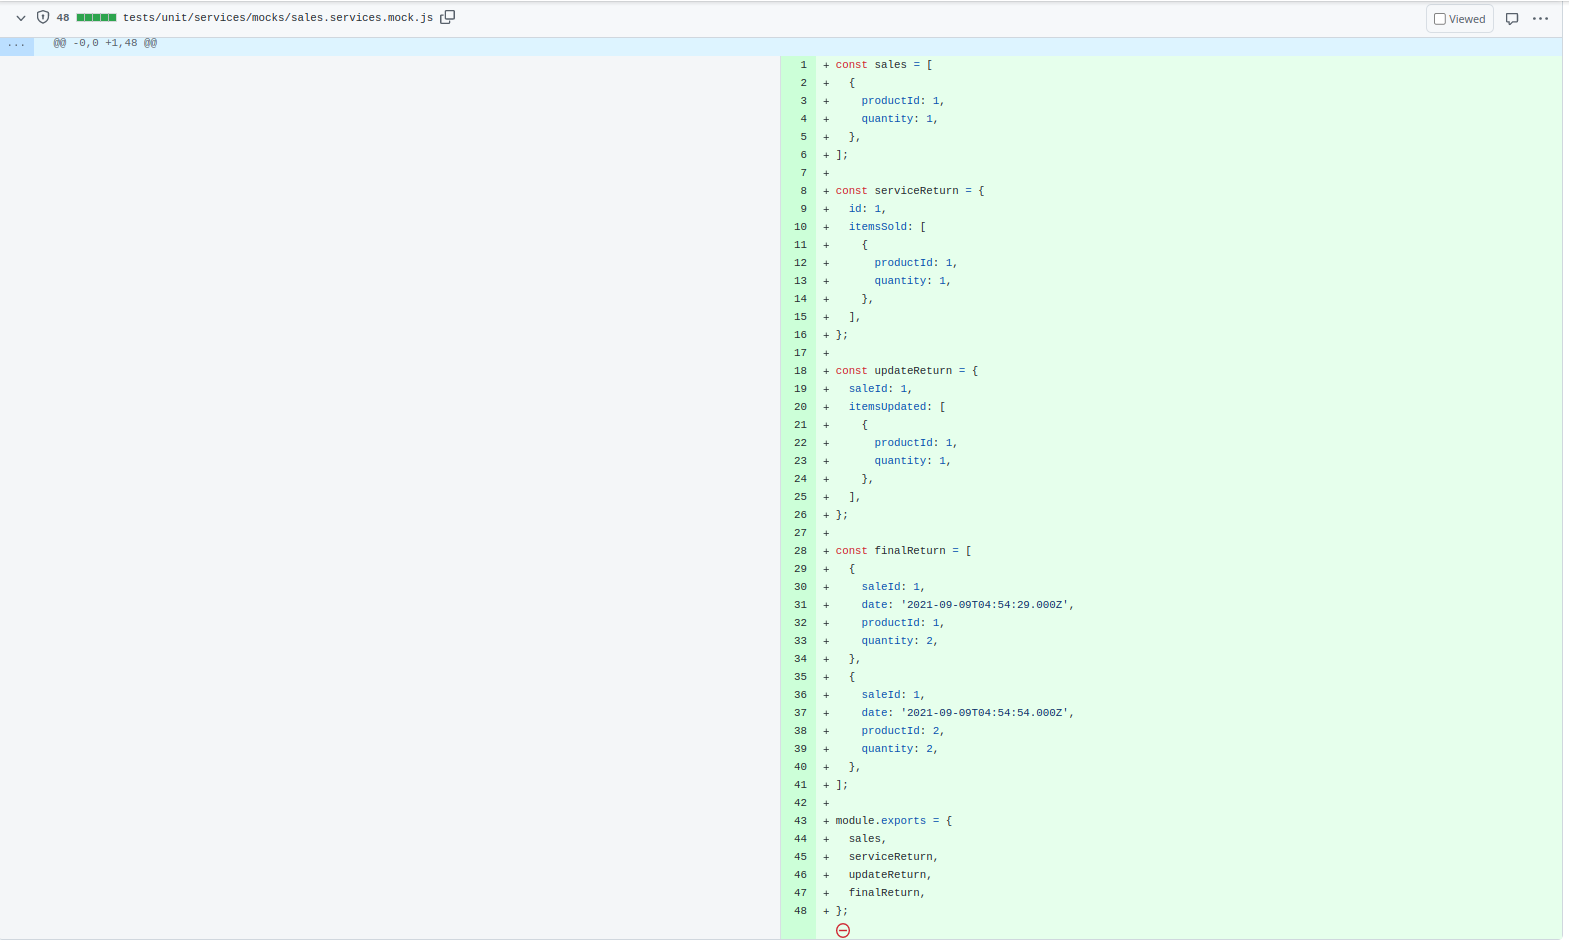 48 tests/unit/services/mocks/sales.services.mock.js Viewed
... @@ -0,0 +1,48 @@
1 + const sales = [
2 +   {
3 +     productId: 1,
4 +     quantity: 1,
5 +   },
6 + ];
7 +
8 + const serviceReturn = {
9 +   id: 1,
10 +   itemsSold: [
11 +     {
12 +       productId: 1,
13 +       quantity: 1,
14 +     },
15 +   ],
16 + };
17 +
18 + const updateReturn = {
19 +   saleId: 1,
20 +   itemsUpdated: [
21 +     {
22 +       productId: 1,
23 +       quantity: 1,
24 +     },
25 +   ],
26 + };
27 +
28 + const finalReturn = [
29 +   {
30 +     saleId: 1,
31 +     date: '2021-09-09T04:54:29.000Z',
32 +     productId: 1,
33 +     quantity: 2,
34 +   },
35 +   {
36 +     saleId: 1,
37 +     date: '2021-09-09T04:54:54.000Z',
38 +     productId: 2,
39 +     quantity: 2,
40 +   },
41 + ];
42 +
43 + module.exports = {
44 +   sales,
45 +   serviceReturn,
46 +   updateReturn,
47 +   finalReturn,
48 + };